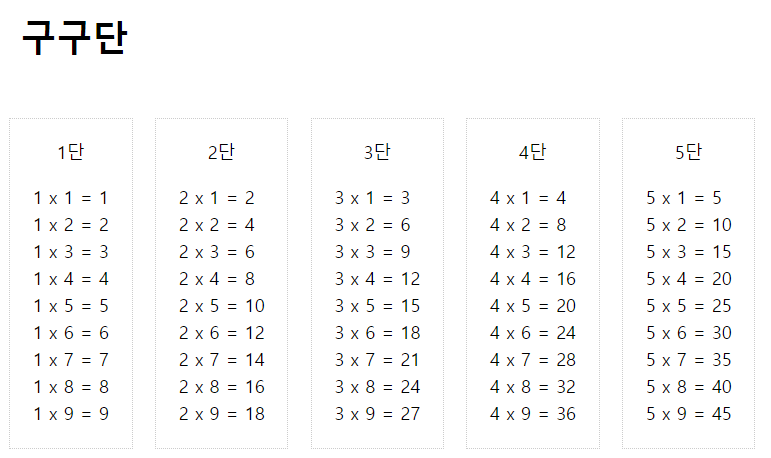 구구단
1단
1 x 1 = 1
1 x 2 = 2
1 x 3 = 3
1 x 4 = 4
1 x 5 = 5
1 x 6 = 6
1 x 7 = 7
1 x 8 = 8
1 x 9 = 9
2단
2 x 1 = 2
2 x 2 = 4
2 x 3 = 6
2 x 4 = 8
2 x 5 = 10
2 x 6 = 12
2 x 7 = 14
2 x 8 = 16
2 x 9 = 18
3단
3 x 1 = 3
3 x 2 = 6
3 x 3 = 9
3 x 4 = 12
3 x 5 = 15
3 x 6 = 18
3 x 7 = 21
3 x 8 = 24
3 x 9 = 27
4단
4 x 1 = 4
4 x 2 = 8
4 x 3 = 12
4 x 4 = 16
4 x 5 = 20
4 x 6 = 24
4 x 7 = 28
4 x 8 = 32
4 x 9 = 36
5단
5 x 1 = 5
5 x 2 = 10
5 x 3 = 15
5 x 4 = 20
5 x 5 = 25
5 x 6 = 30
5 x 7 = 35
5 x 8 = 40
5 x 9 = 45